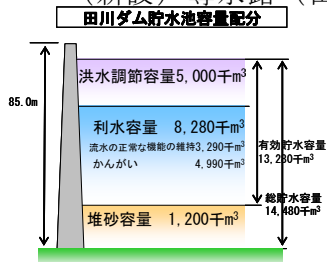 田川ダム貯水池容量配分
85.0m
洪水調節容量5,000千m³
利水容量 8,280千m³
流水の正常な機能の維持3,290千m³
かんがい 4,990千m³
有効貯水容量
13,280千m³
総貯水容量
14,480千m³
堆砂容量 1,200千m³